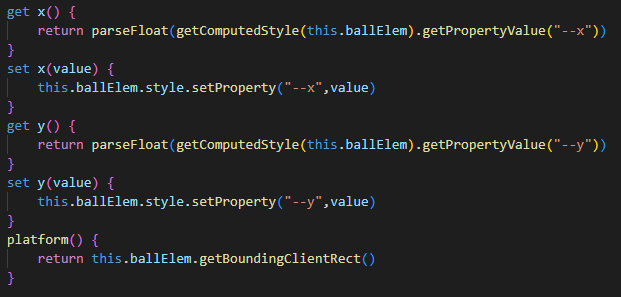 get x() {
    return parseFloat(getComputedStyle(this.ballElem).getPropertyValue("--x"))
}
set x(value) {
    this.ballElem.style.setProperty("--x",value)
}
get y() {
    return parseFloat(getComputedStyle(this.ballElem).getPropertyValue("--y"))
}
set y(value) {
    this.ballElem.style.setProperty("--y",value)
}
platform() {
    return this.ballElem.getBoundingClientRect()
}